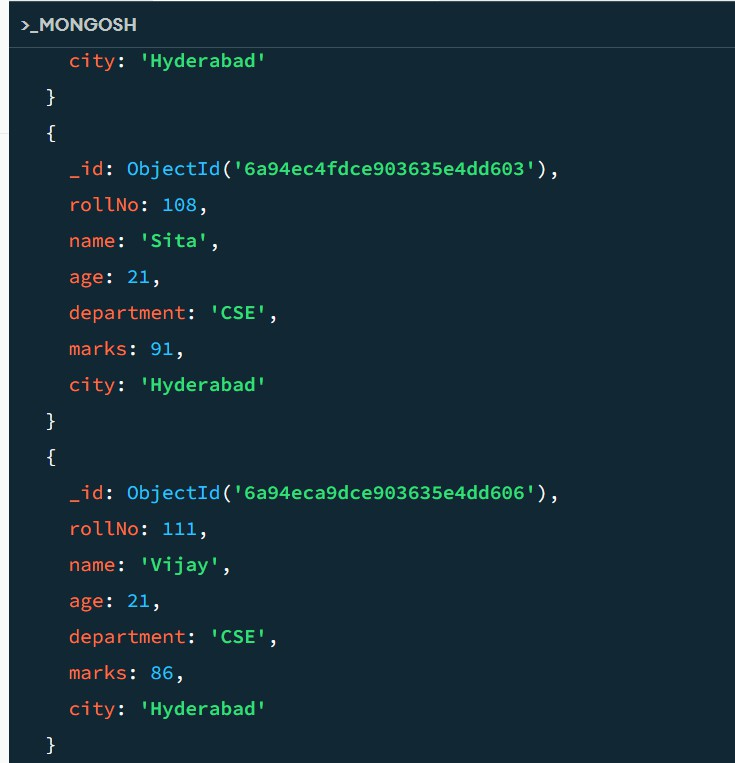 >_MONGOSH
city: 'Hyderabad'
}
{
_id: ObjectId('6a94ec4fdce903635e4dd603'),
rollNo: 108,
name: 'Sita',
age: 21,
department: 'CSE',
marks: 91,
city: 'Hyderabad'
}
{
_id: ObjectId('6a94eca9dce903635e4dd606'),
rollNo: 111,
name: 'Vijay',
age: 21,
department: 'CSE',
marks: 86,
city: 'Hyderabad'
}